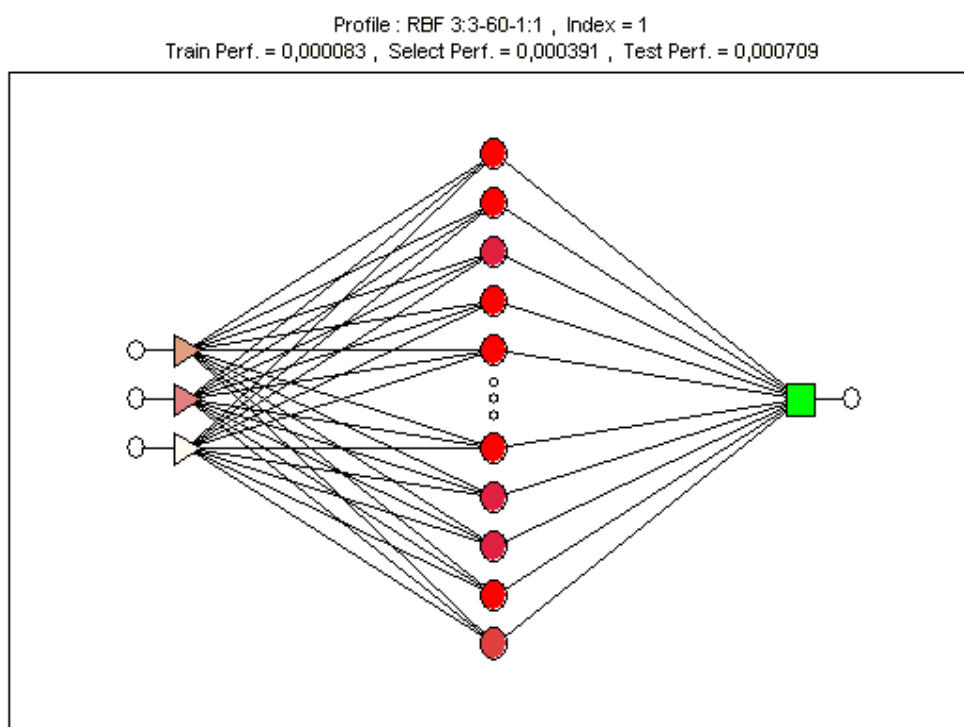 Profile : RBF 3:3-60-1:1 , Index = 1
Train Perf. = 0,000083 , Select Perf. = 0,000391 , Test Perf. = 0,000709